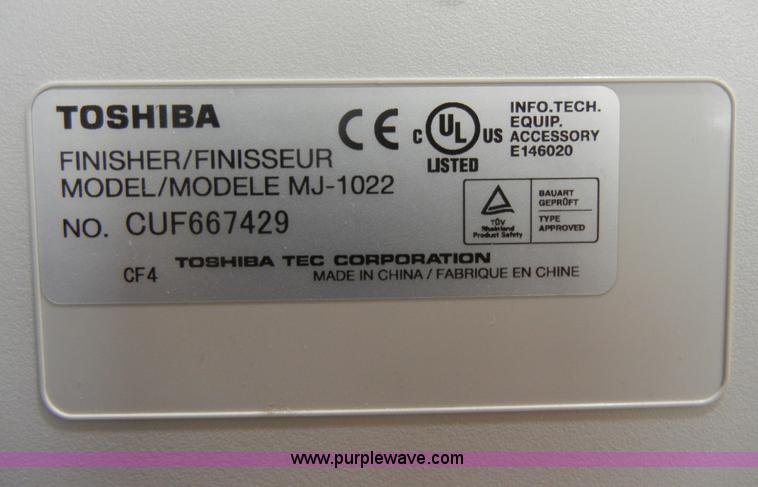 TOSHIBA
FINISHER/FINISSEUR
MODEL/MODELE MJ-1022
NO. CUF667429
CE
C UL US
LISTED
INFO.TECH.
EQUIP.
ACCESSORY
E146020
TÜV
Rheinland
Product Safety
BAUART
GEPRÜFT
TYPE
APPROVED
TOSHIBA TEC CORPORATION
CF4
MADE IN CHINA / FABRIQUE EN CHINE
www.purplewave.com